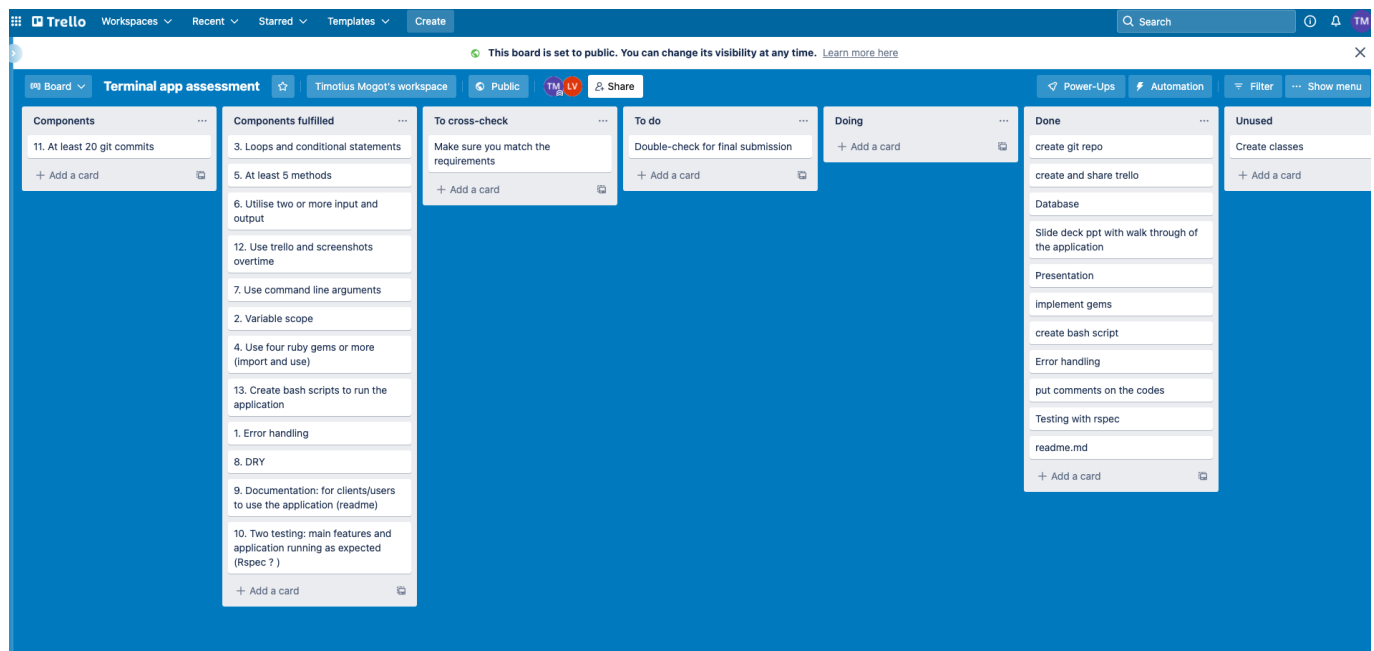 Trello
Workspaces
Recent
Starred
Templates
Create
Search
TM
This board is set to public. You can change its visibility at any time. Learn more here
Board
Terminal app assessment
Timotius Mogot's workspace
Public
TM
LV
Share
Power-Ups
Automation
Filter
Show menu
Components
11. At least 20 git commits
+ Add a card
Components fulfilled
3. Loops and conditional statements
5. At least 5 methods
6. Utilise two or more input and
output
12. Use trello and screenshots
overtime
7. Use command line arguments
2. Variable scope
4. Use four ruby gems or more
(import and use)
13. Create bash scripts to run the
application
1. Error handling
8. DRY
9. Documentation: for clients/users
to use the application (readme)
10. Two testing: main features and
application running as expected
(Rspec ? )
+ Add a card
To cross-check
Make sure you match the
requirements
+ Add a card
To do
Double-check for final submission
+ Add a card
Doing
+ Add a card
Done
create git repo
create and share trello
Database
Slide deck ppt with walk through of
the application
Presentation
implement gems
create bash script
Error handling
put comments on the codes
Testing with rspec
readme.md
+ Add a card
Unused
Create classes
+ Add a card